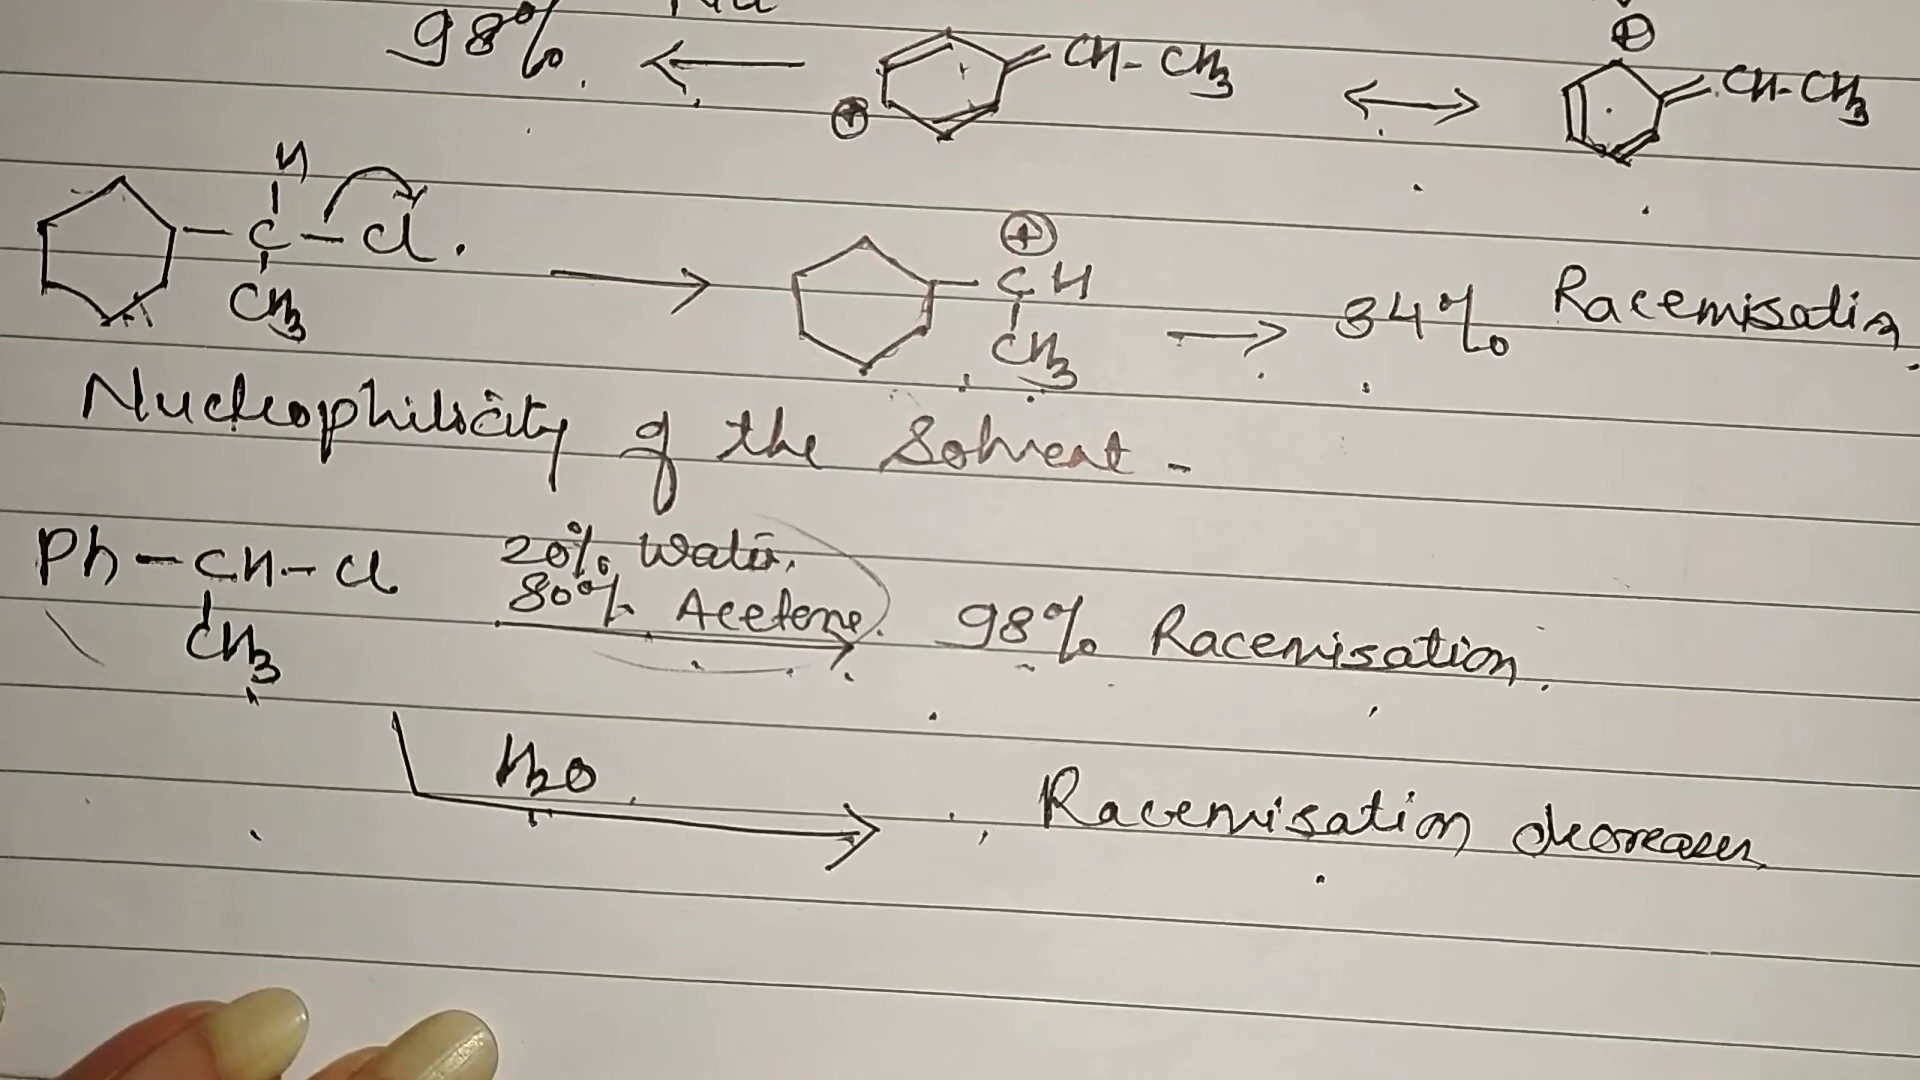 98%. ← CH-CH3 ↔ ⊕ CH-CH3
⊕
H
C - Cl. → ⊕ CH → 34% Racemisation
CH3 CH3
Nucleophilicity of the Solvent -
Ph-CH-Cl 20% Water, 80% Acetone. 98% Racemisation.
CH3
H2O Racemisation decreases